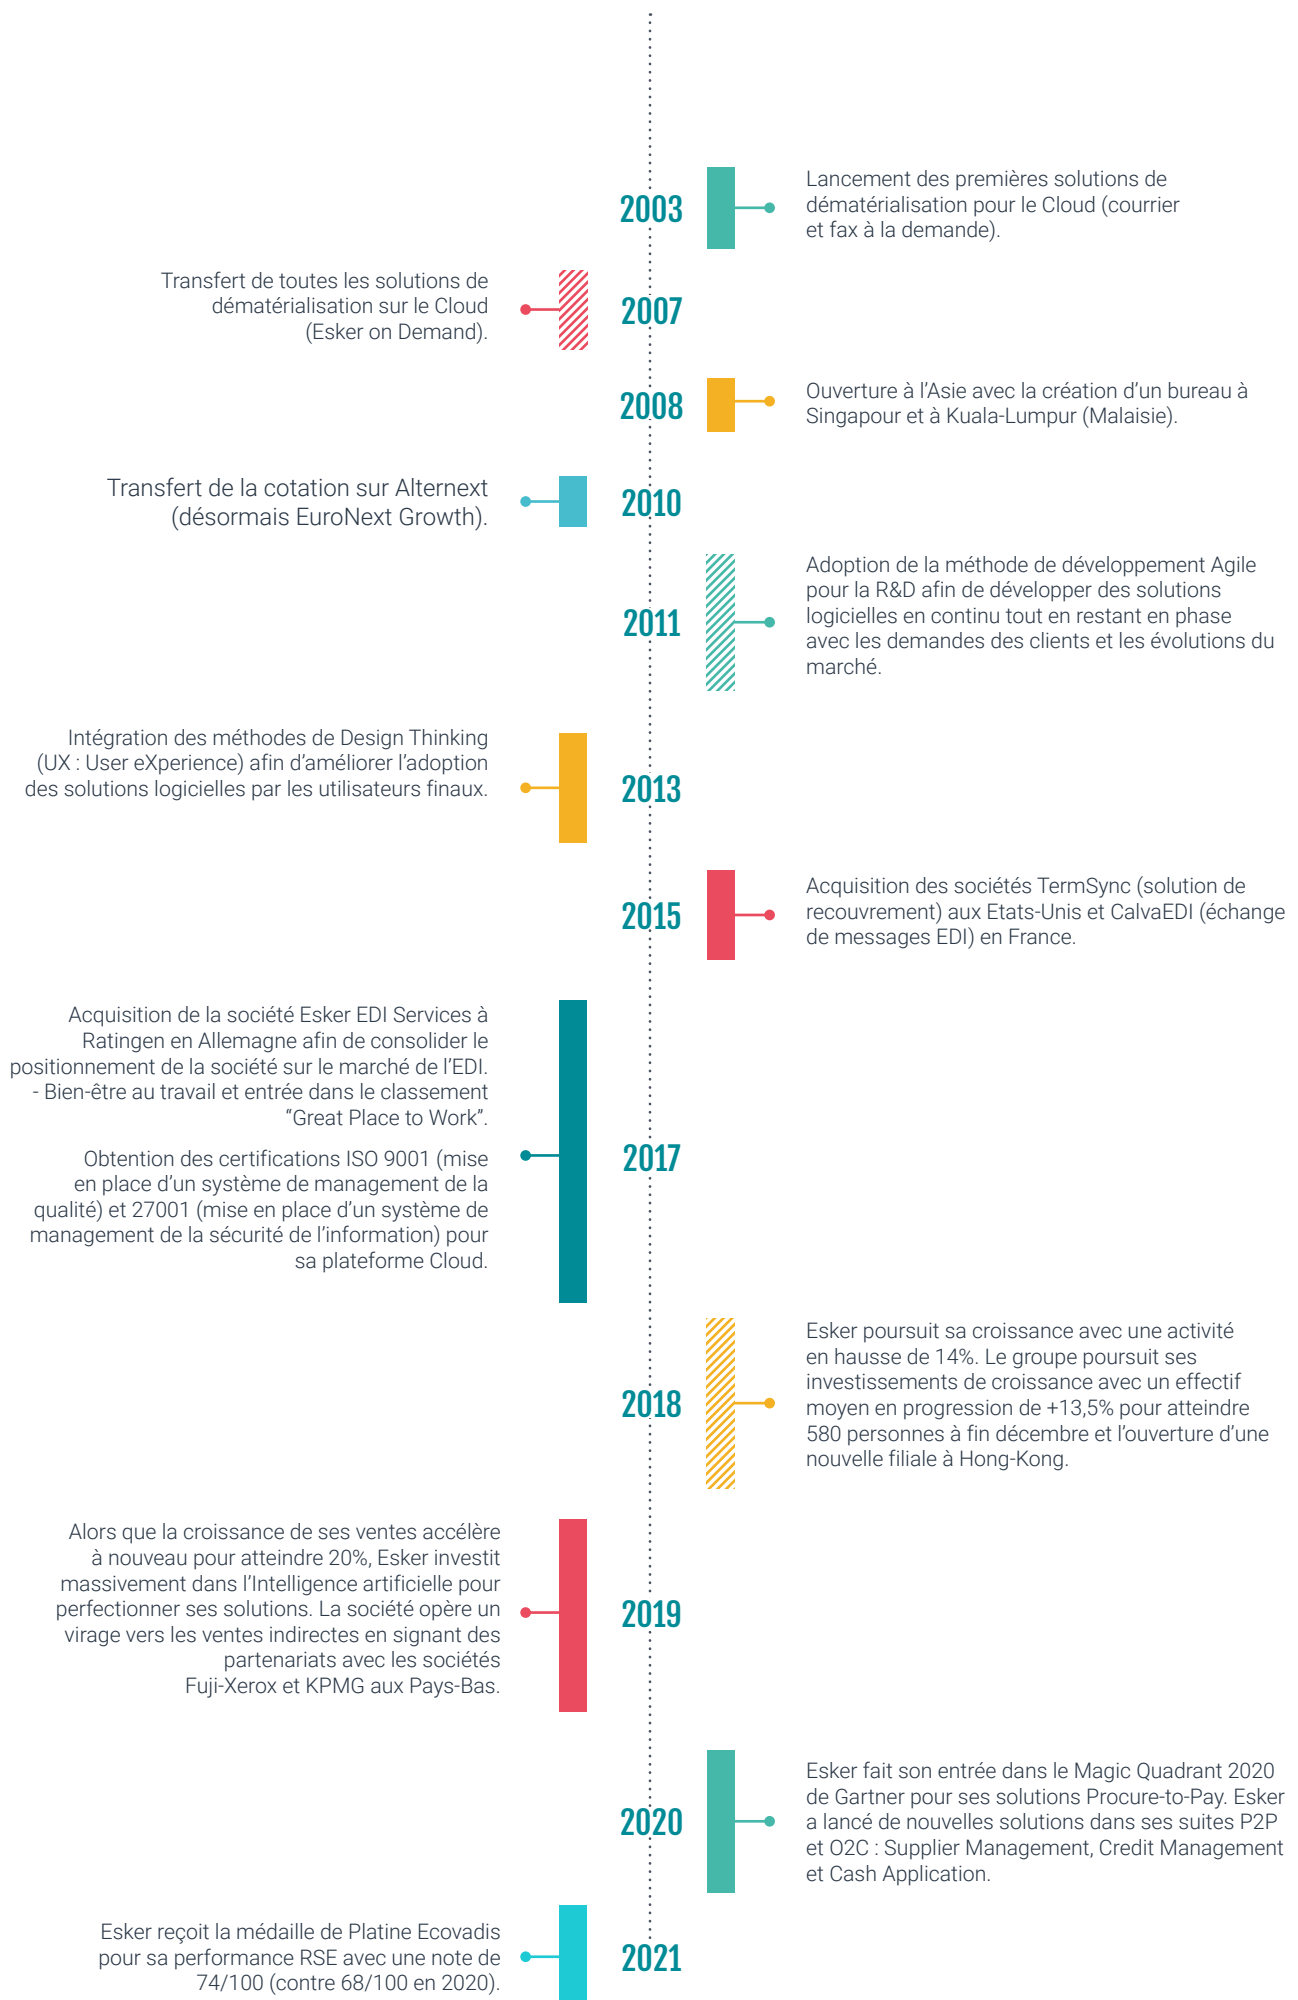 2003
Lancement des premières solutions de
dématérialisation pour le Cloud (courrier
et fax à la demande).
Transfert de toutes les solutions de
dématérialisation sur le Cloud
(Esker on Demand).
2007
2008
Ouverture à l’Asie avec la création d’un bureau à
Singapour et à Kuala-Lumpur (Malaisie).
Transfert de la cotation sur Alternext
(désormais EuroNext Growth).
2010
2011
Adoption de la méthode de développement Agile
pour la R&D afin de développer des solutions
logicielles en continu tout en restant en phase
avec les demandes des clients et les évolutions du
marché.
Intégration des méthodes de Design Thinking
(UX : User eXperience) afin d’améliorer l’adoption
des solutions logicielles par les utilisateurs finaux.
2013
2015
Acquisition des sociétés TermSync (solution de
recouvrement) aux Etats-Unis et CalvaEDI (échange
de messages EDI) en France.
Acquisition de la société Esker EDI Services à
Ratingen en Allemagne afin de consolider le
positionnement de la société sur le marché de l’EDI.
- Bien-être au travail et entrée dans le classement
“Great Place to Work”.
Obtention des certifications ISO 9001 (mise
en place d’un système de management de la
qualité) et 27001 (mise en place d’un système de
management de la sécurité de l’information) pour
sa plateforme Cloud.
2017
2018
Esker poursuit sa croissance avec une activité
en hausse de 14%. Le groupe poursuit ses
investissements de croissance avec un effectif
moyen en progression de +13,5% pour atteindre
580 personnes à fin décembre et l’ouverture d’une
nouvelle filiale à Hong-Kong.
Alors que la croissance de ses ventes accélère
à nouveau pour atteindre 20%, Esker investit
massivement dans l’Intelligence artificielle pour
perfectionner ses solutions. La société opère un
virage vers les ventes indirectes en signant des
partenariats avec les sociétés
Fuji-Xerox et KPMG aux Pays-Bas.
2019
2020
Esker fait son entrée dans le Magic Quadrant 2020
de Gartner pour ses solutions Procure-to-Pay. Esker
a lancé de nouvelles solutions dans ses suites P2P
et O2C : Supplier Management, Credit Management
et Cash Application.
Esker reçoit la médaille de Platine Ecovadis
pour sa performance RSE avec une note de
74/100 (contre 68/100 en 2020).
2021